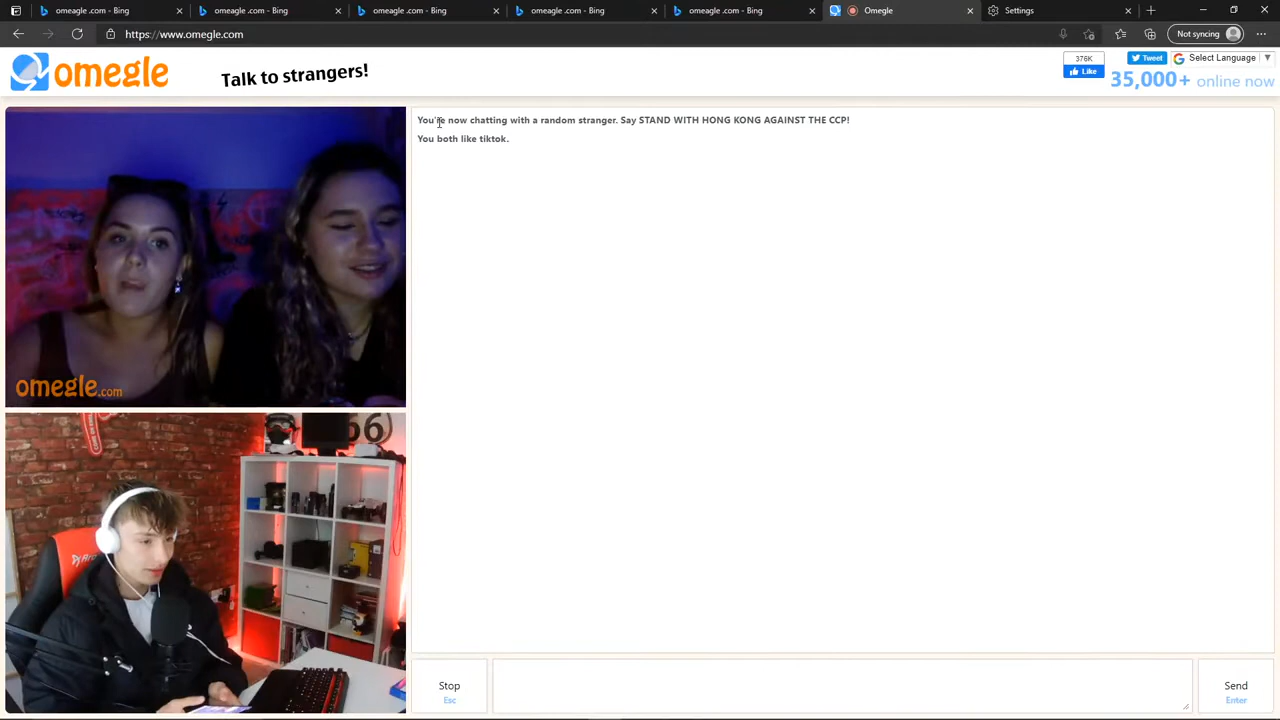 omegle.com - Bing
omegle.com - Bing
omegle.com - Bing
omegle.com - Bing
omegle.com - Bing
Omegle
Settings
https://www.omegle.com
Not syncing
omegle
Talk to strangers!
376K
Like
Tweet
Select Language
35,000+ online now
You're now chatting with a random stranger. Say STAND WITH HONG KONG AGAINST THE CCP!
You both like tiktok.
omegle.com
66)
Stop
Esc
Send
Enter